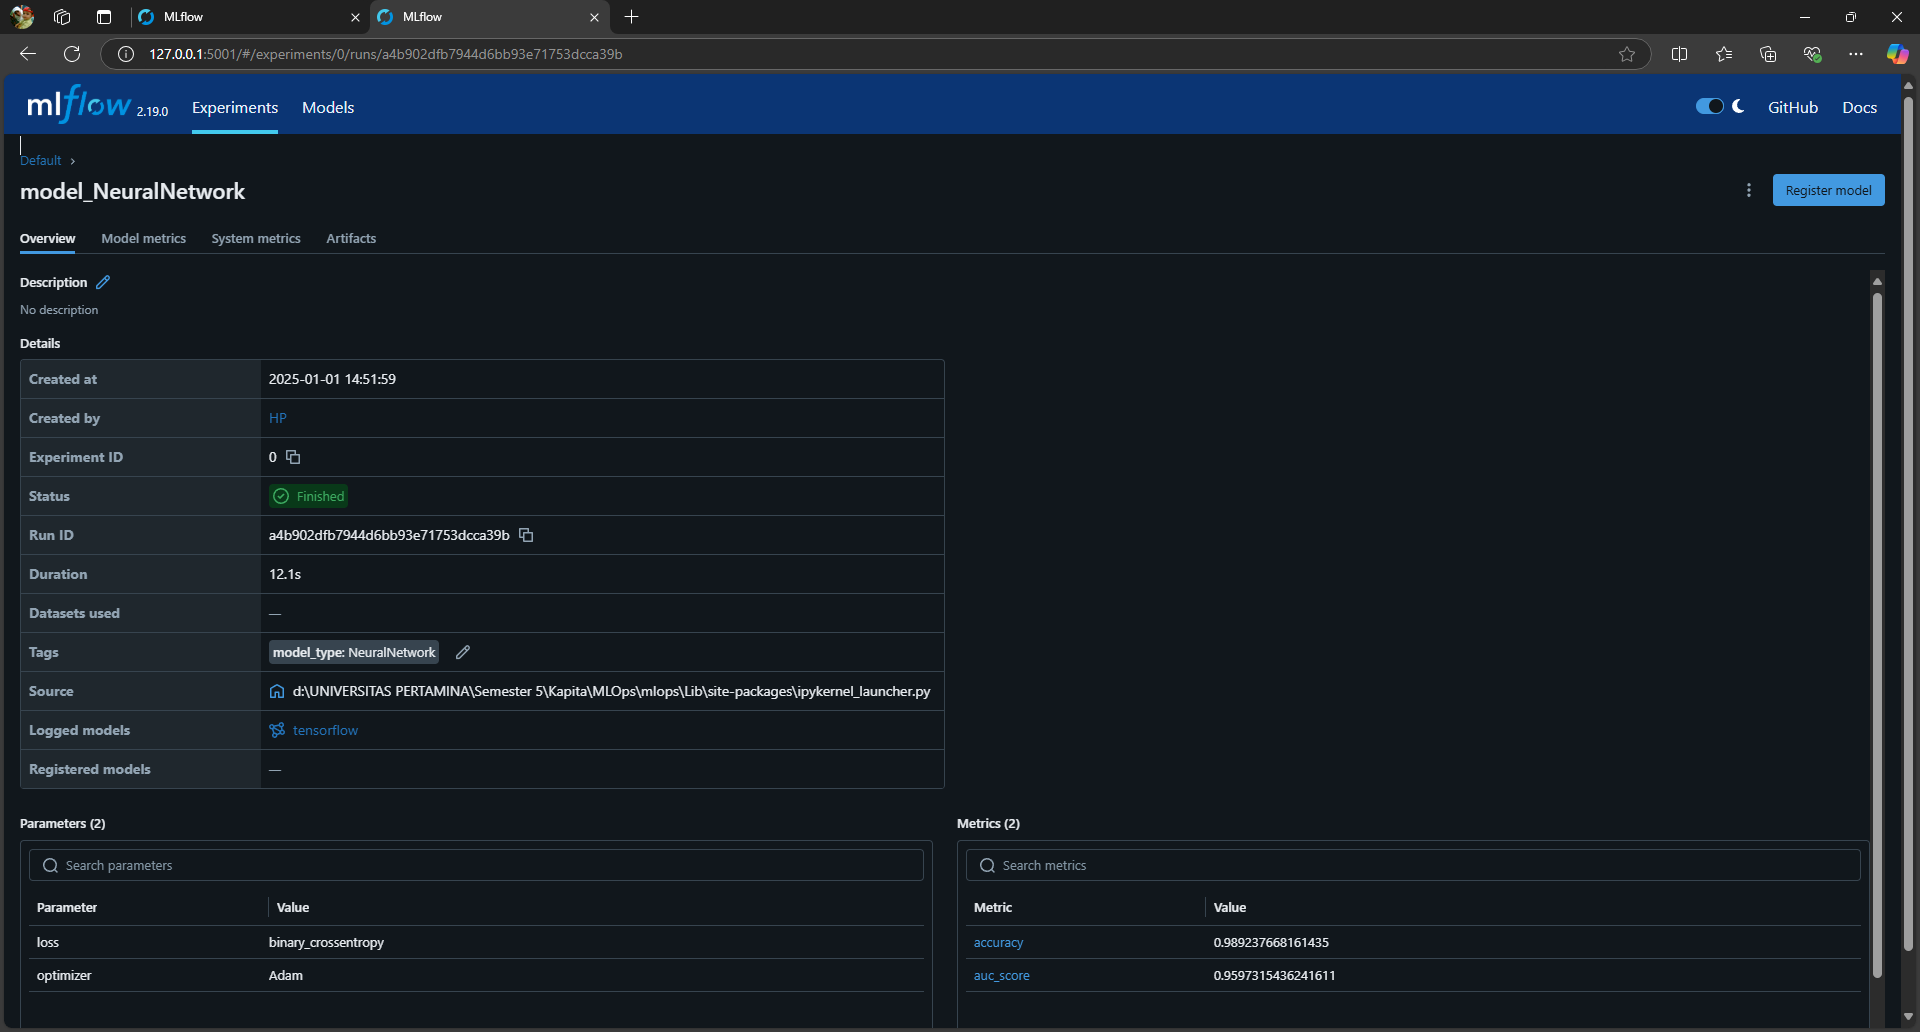 MLflow
MLflow
127.0.0.1:5001/#/experiments/0/runs/a4b902dfb7944d6bb93e71753dcca39b
mlflow 2.19.0 Experiments Models GitHub Docs
Default
model_NeuralNetwork
Register model
Overview Model metrics System metrics Artifacts
Description
No description
Details
Created at 2025-01-01 14:51:59
Created by HP
Experiment ID 0
Status Finished
Run ID a4b902dfb7944d6bb93e71753dcca39b
Duration 12.1s
Datasets used —
Tags model_type: NeuralNetwork
Source d:\UNIVERSITAS PERTAMINA\Semester 5\Kapita\MLOps\mlops\Lib\site-packages\ipykernel_launcher.py
Logged models tensorflow
Registered models —
Parameters (2)
Search parameters
Parameter Value
loss binary_crossentropy
optimizer Adam
Metrics (2)
Search metrics
Metric Value
accuracy 0.989237668161435
auc_score 0.9597315436241611